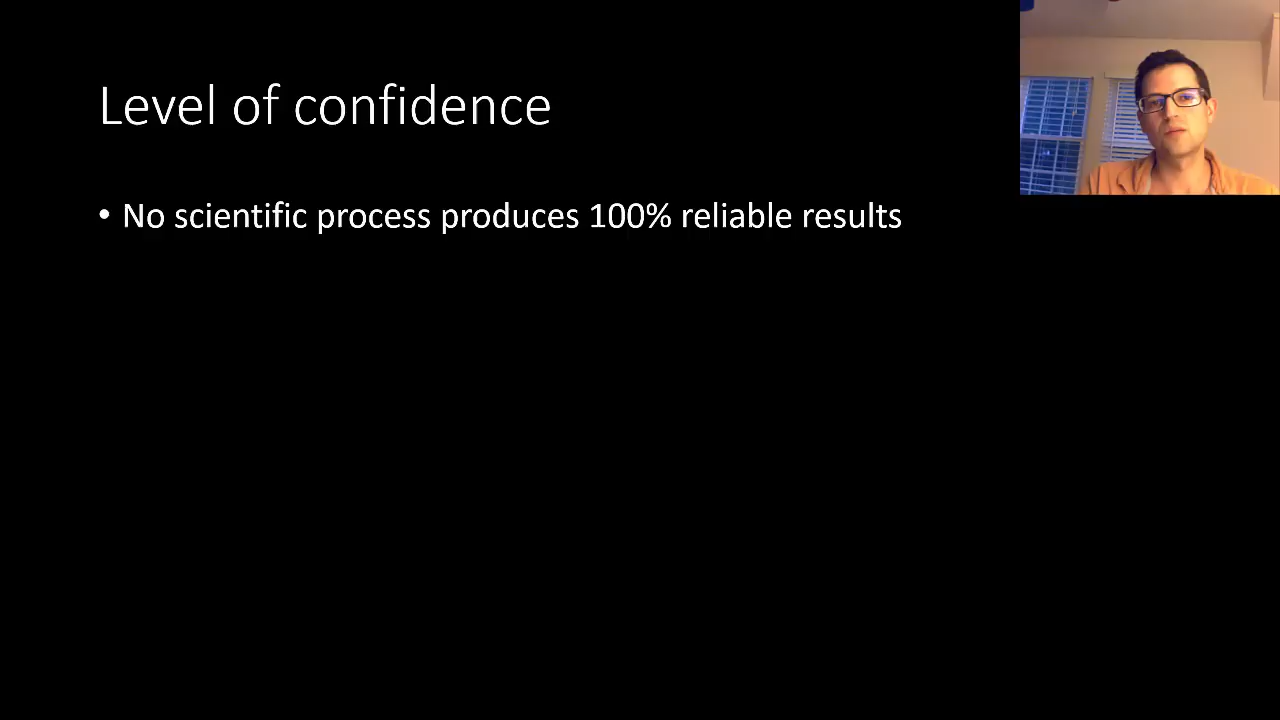 Level of confidence
• No scientific process produces 100% reliable results